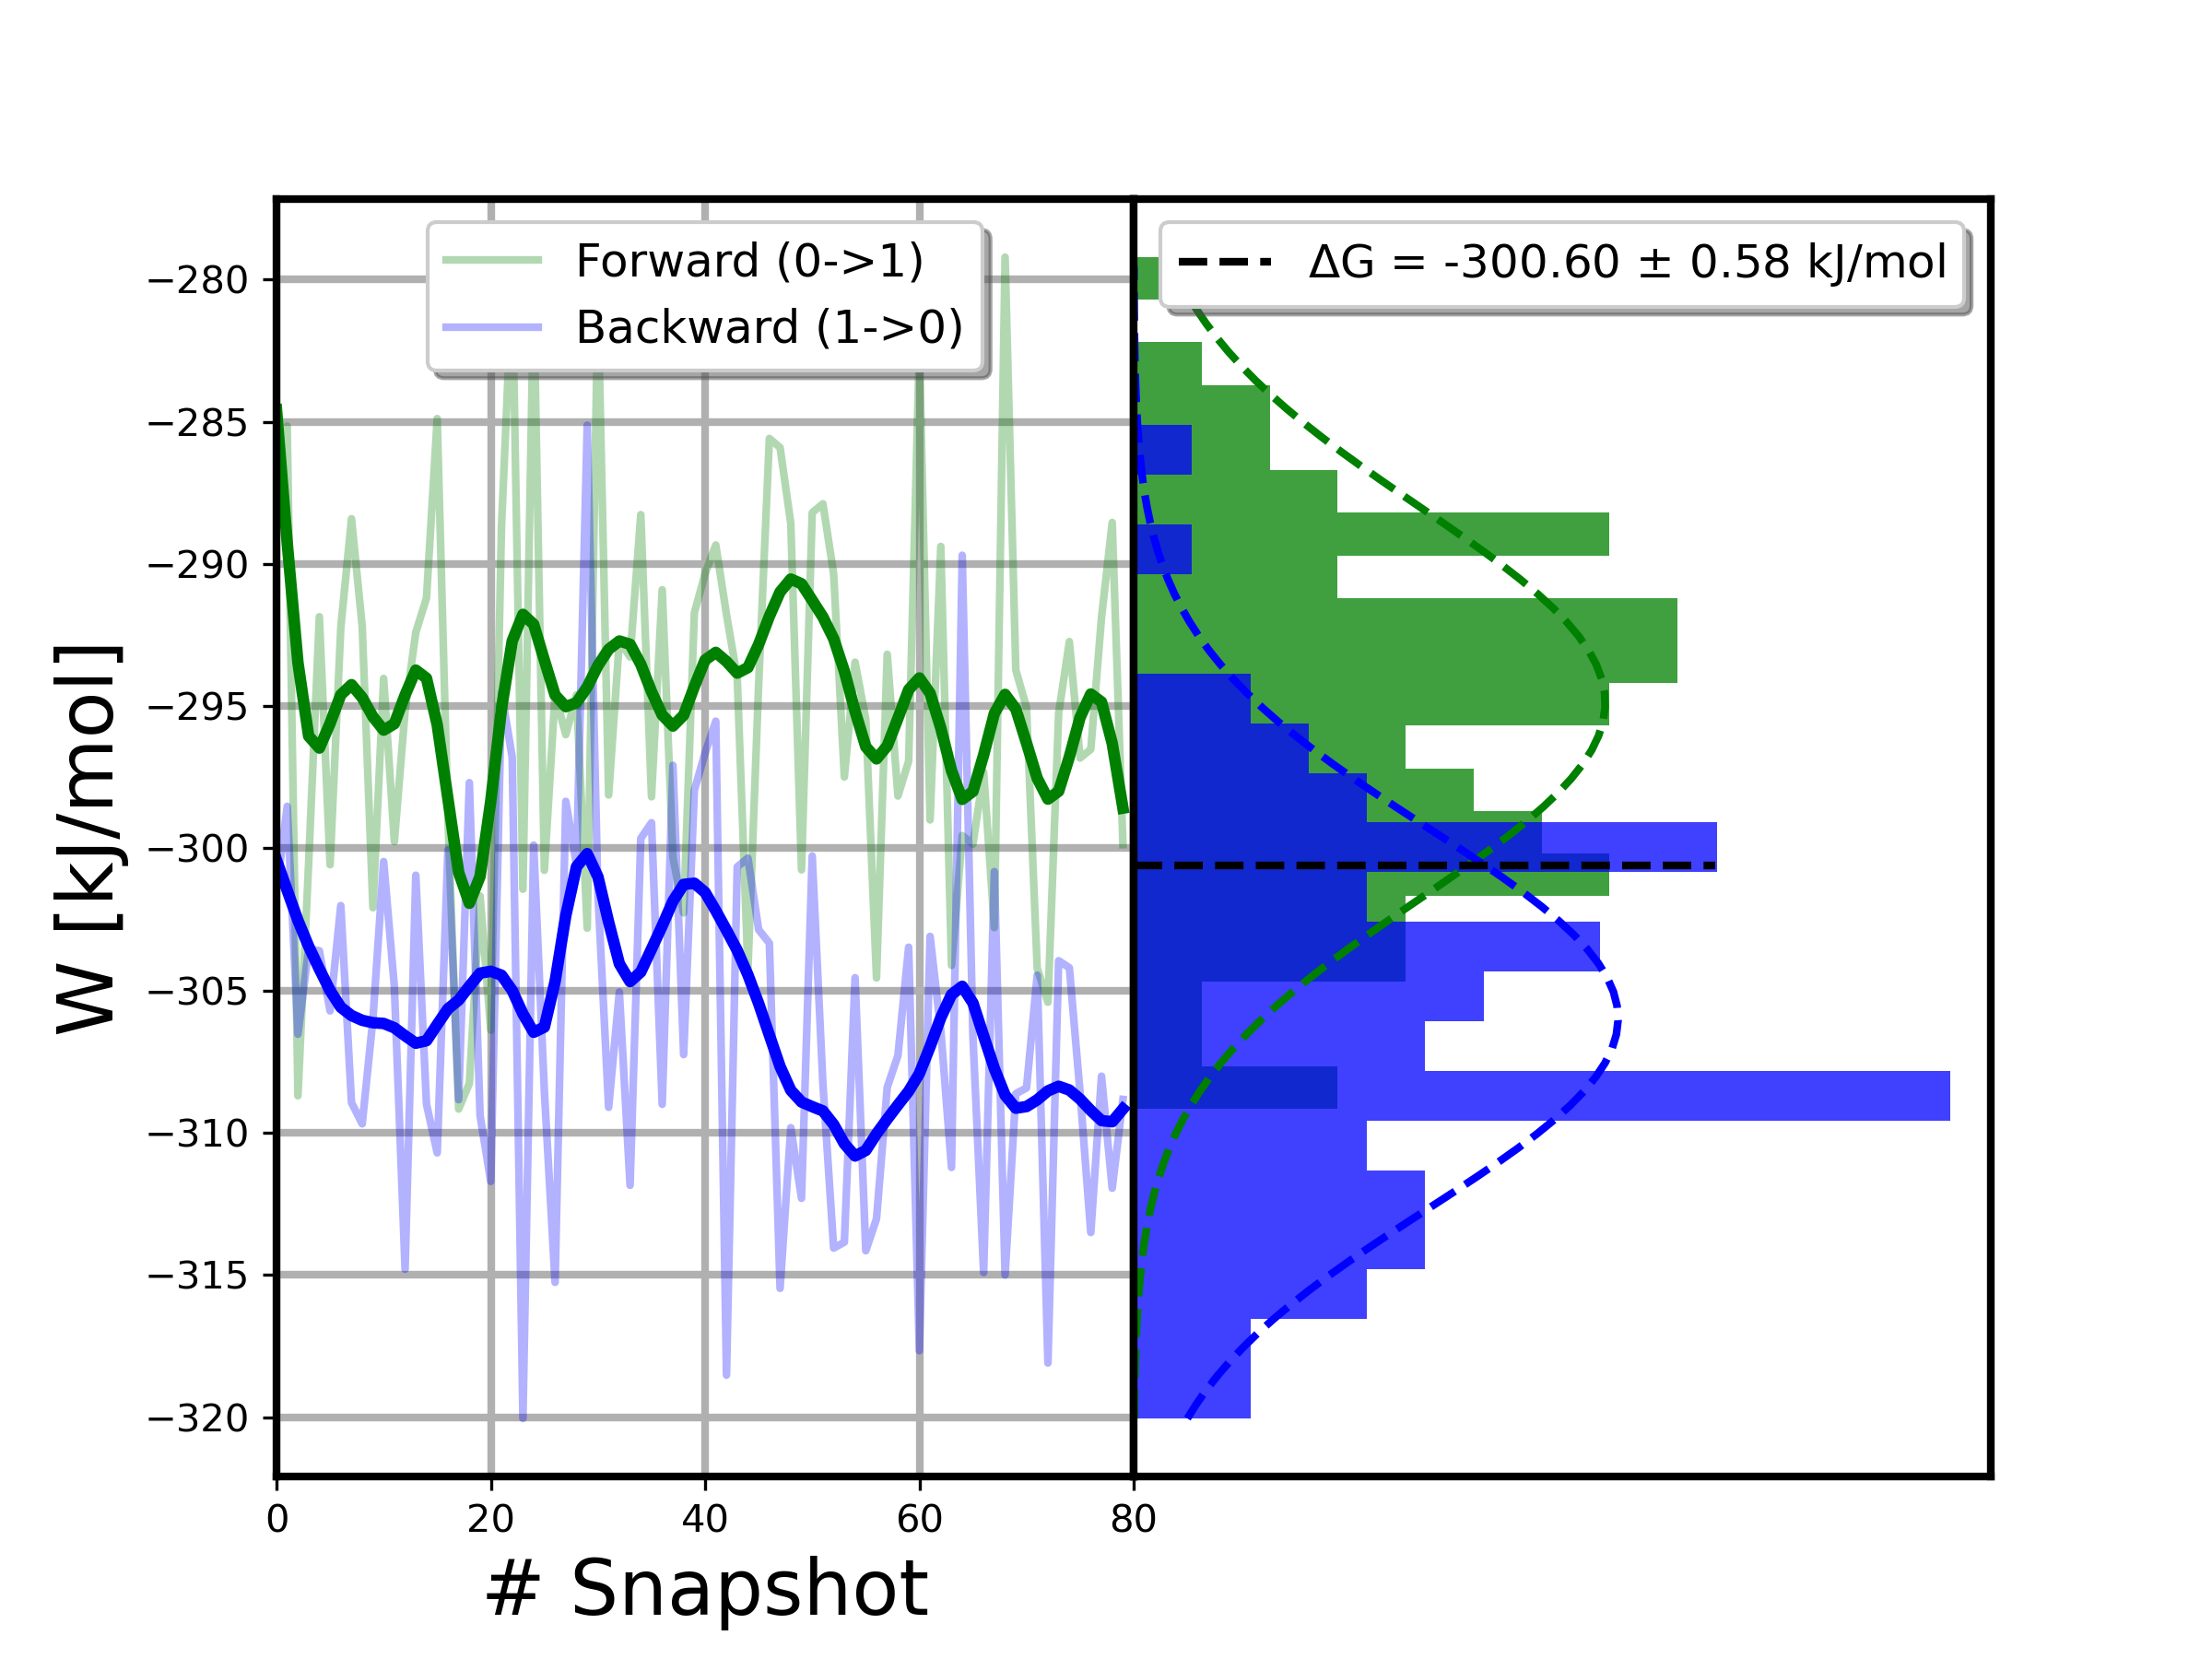 Forward (0->1)
Backward (1->0)
ΔG = -300.60 ± 0.58 kJ/mol
W [kJ/mol]
−280
−285
−290
−295
−300
−305
−310
−315
−320
0 20 40 60 80
# Snapshot